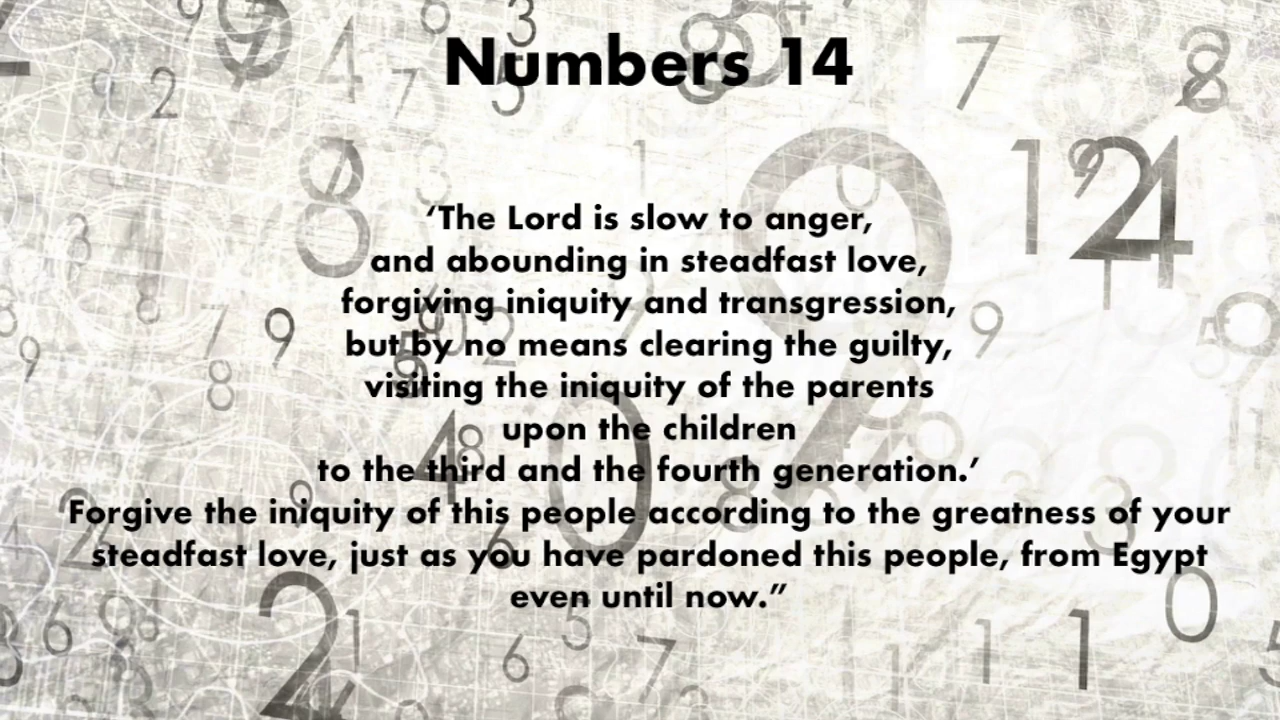 Numbers 14
‘The Lord is slow to anger,
and abounding in steadfast love,
forgiving iniquity and transgression,
but by no means clearing the guilty,
visiting the iniquity of the parents
upon the children
to the third and the fourth generation.’
Forgive the iniquity of this people according to the greatness of your
steadfast love, just as you have pardoned this people, from Egypt
even until now.”